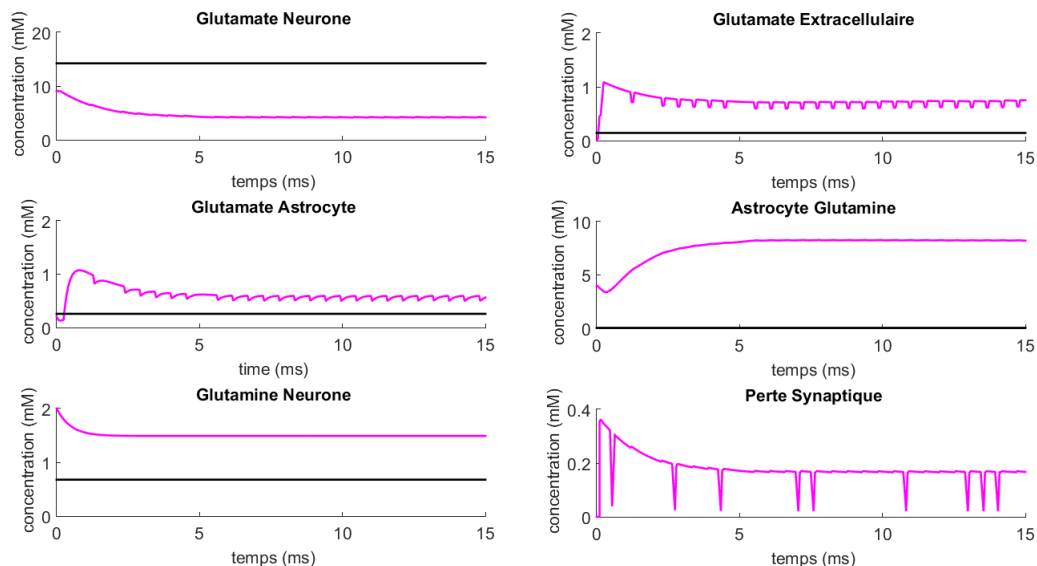 Glutamate Neurone
concentration (mM)
20
10
0
0 5 10 15
temps (ms)
Glutamate Extracellulaire
concentration (mM)
2
1
0
0 5 10 15
temps (ms)
Glutamate Astrocyte
concentration (mM)
2
1
0
0 5 10 15
time (ms)
Astrocyte Glutamine
concentration (mM)
10
5
0
0 5 10 15
temps (ms)
Glutamine Neurone
concentration (mM)
2
1
0
0 5 10 15
temps (ms)
Perte Synaptique
concentration (mM)
0.4
0.2
0
0 5 10 15
temps (ms)